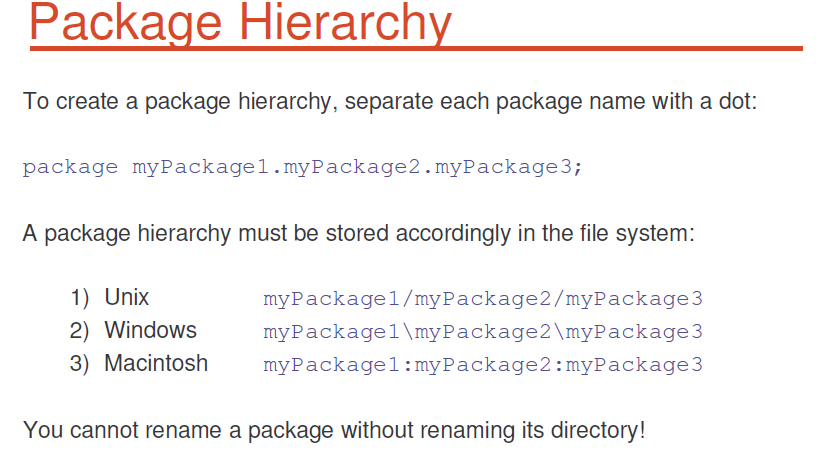 Package Hierarchy
To create a package hierarchy, separate each package name with a dot:
package myPackage1.myPackage2.myPackage3;
A package hierarchy must be stored accordingly in the file system:
1) Unix myPackage1/myPackage2/myPackage3
2) Windows myPackage1\myPackage2\myPackage3
3) Macintosh myPackage1:myPackage2:myPackage3
You cannot rename a package without renaming its directory!